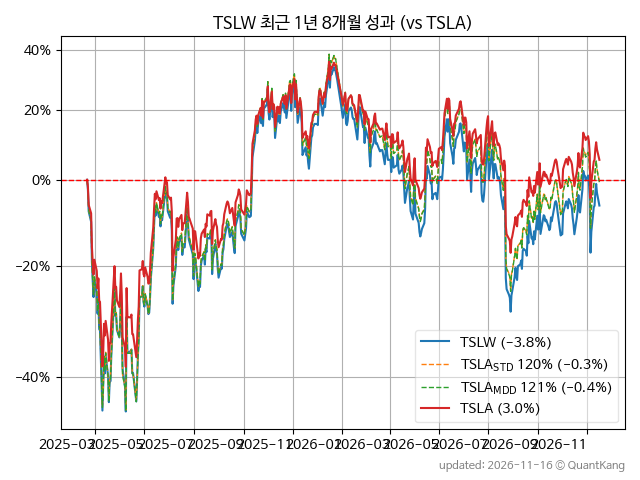 TSLW 최근 1년 8개월 성과 (vs TSLA)
40%
20%
0%
−20%
−40%
TSLW (−3.8%)
TSLA_STD 120% (−0.3%)
TSLA_MDD 121% (−0.4%)
TSLA (3.0%)
2025-03 2025-05 2025-07 2025-09 2025-11 2026-01 2026-03 2026-05 2026-07 2026-09 2026-11
updated: 2026-11-16 © QuantKang